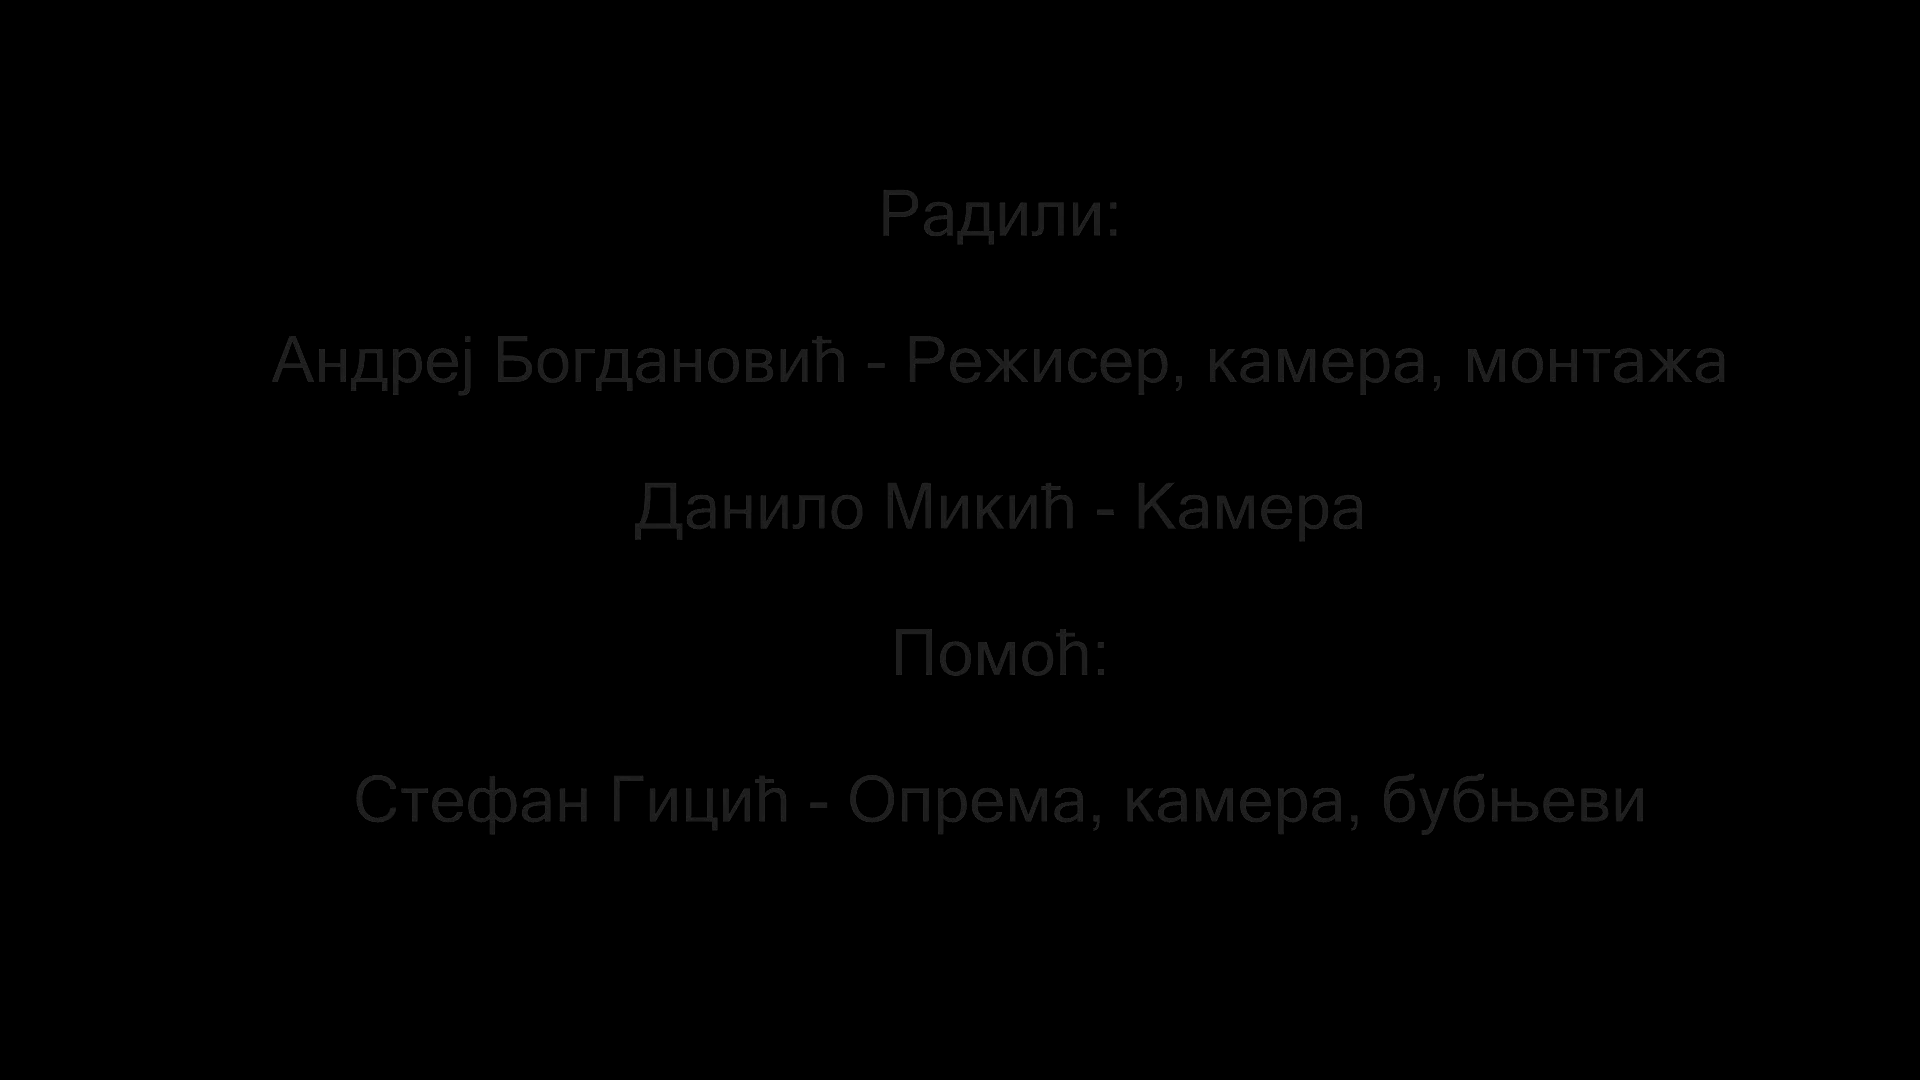 Радили:
Андреј Богдановић - Режисер, камера, монтажа
Данило Микић - Камера
Помоћ:
Стефан Гицић - Опрема, камера, бубњеви